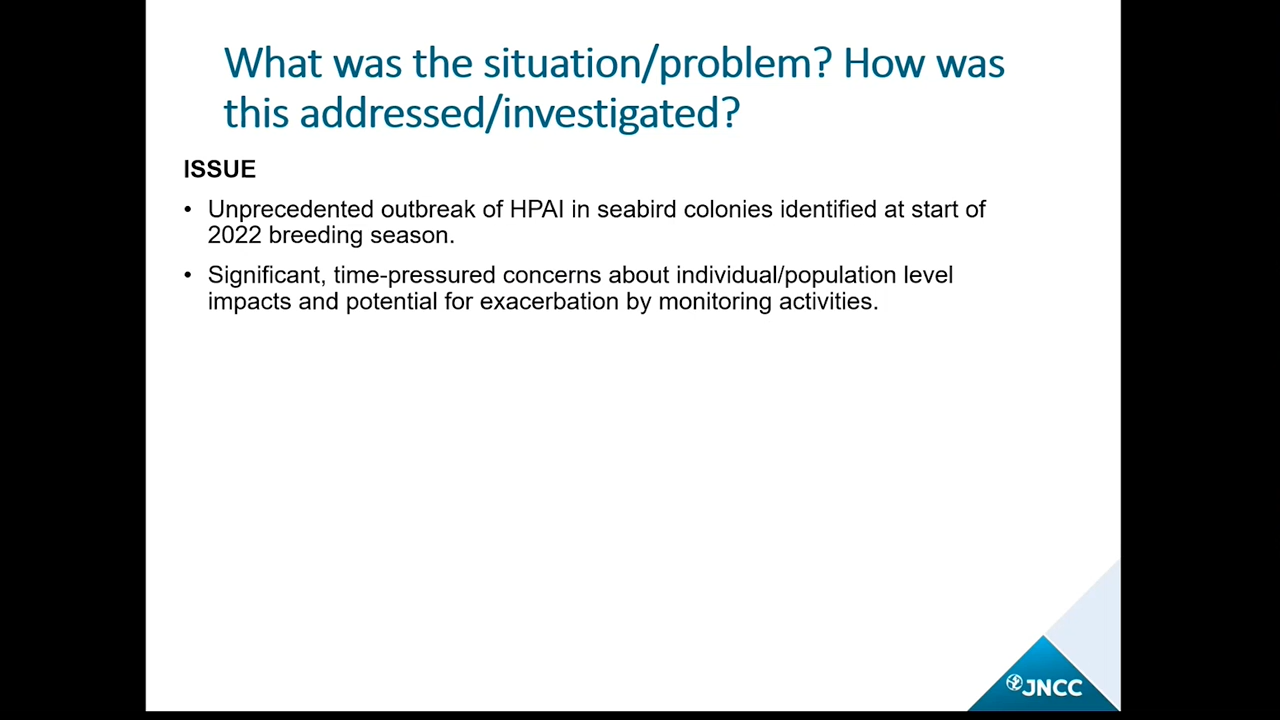 What was the situation/problem? How was
this addressed/investigated?
ISSUE
• Unprecedented outbreak of HPAI in seabird colonies identified at start of
2022 breeding season.
• Significant, time-pressured concerns about individual/population level
impacts and potential for exacerbation by monitoring activities.
JNCC